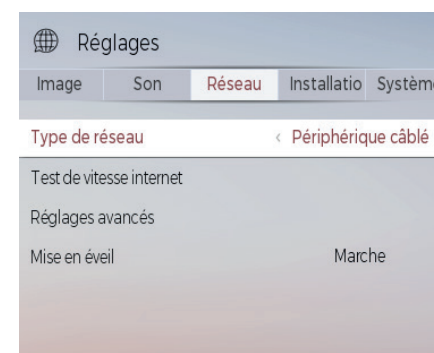 Réglages
Image Son Réseau Installatio Systèm
Type de réseau < Périphérique câblé
Test de vitesse internet
Réglages avancés
Mise en éveil Marche